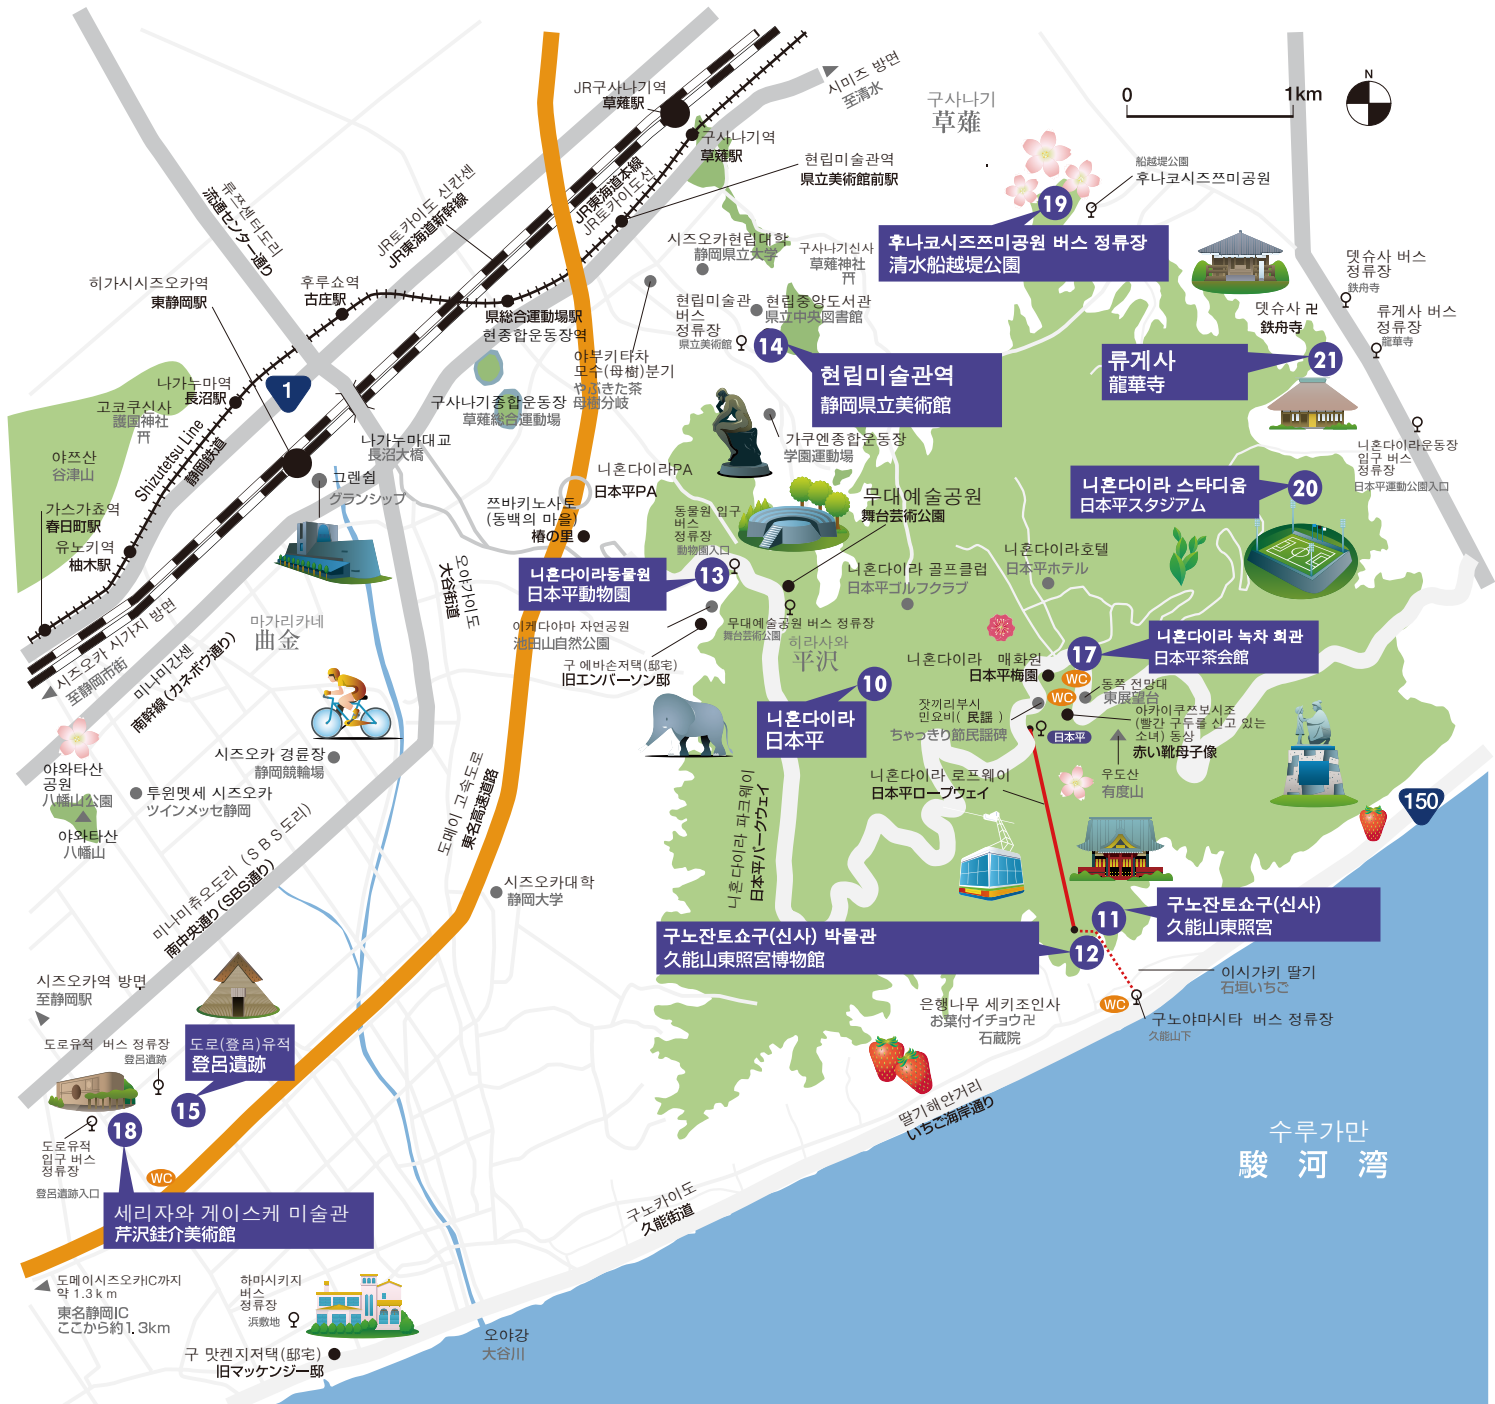 JR구사나기역
草薙駅
시미즈 방면
至清水
구사나기
草薙
0
1km
N
구사나기역
草薙駅
현립미술관역
県立美術館前駅
船越堤公園
후나코시즈쯔미공원
19
후나코시즈쯔미공원 버스 정류장
清水船越堤公園
류쯔센터도리
流通センター通り
JR토카이도 신칸센
JR東海道新幹線
JR東海道本線
JR토카이도선
시즈오카현립대학
静岡県立大学
구사나기신사
草薙神社
뎃슈사 버스
정류장
鉄舟寺
뎃슈사 卍
鉄舟寺
류게사 버스
정류장
龍華寺
히가시시즈오카역
東静岡駅
후루쇼역
古庄駅
県総合運動場駅
현종합운동장역
현립미술관
버스
정류장
県立美術館
현립중앙도서관
県立中央図書館
14
현립미술관역
静岡県立美術館
21
류게사
龍華寺
야부키타차
모수(母樹)분기
やぶきた茶
母樹分岐
1
나가누마역
長沼駅
고코쿠신사
護国神社
구사나기종합운동장
草薙総合運動場
가쿠엔종합운동장
学園運動場
니혼다이라운동장
입구 버스
정류장
日本平運動公園入口
나가누마대교
長沼大橋
야쯔산
谷津山
Shizutetsu Line
静岡鉄道
그렌쉽
グランシップ
니혼다이라PA
日本平PA
20
니혼다이라 스타디움
日本平スタジアム
가스가쵸역
春日町駅
유노키역
柚木駅
쯔바키노사토
(동백의 마을)
椿の里
동물원 입구
버스
정류장
動物園入口
무대예술공원
舞台芸術公園
오야가이도
大谷街道
13
니혼다이라동물원
日本平動物園
니혼다이라 골프클럽
日本平ゴルフクラブ
니혼다이라호텔
日本平ホテル
이케다야마 자연공원
池田山自然公園
무대예술공원 버스 정류장
舞台芸術公園
마가리카네
曲金
히라사와
平沢
구 에바손저택(邸宅)
旧エンバーソン邸
17
니혼다이라 녹차 회관
日本平茶会館
니혼다이라 매화원
日本平梅園
WC
WC
동쪽 전망대
東展望台
시즈오카 시가지 방면
至静岡市街
미나미간센
南幹線(カネボウ通り)
10
니혼다이라
日本平
잣끼리부시
민요비( 民謡 )
ちゃっきり節民謡碑
日本平
아카이쿠쯔보시조
(빨간 구두를 신고 있는
소녀) 동상
赤い靴母子像
우도산
有度山
야와타산
공원
八幡山公園
야와타산
八幡山
시즈오카 경륜장
静岡競輪場
투윈멧세 시즈오카
ツインメッセ静岡
도메이 고속도로
東名高速道路
니혼다이라 파크웨이
日本平パークウェイ
니혼다이라 로프웨이
日本平ロープウェイ
150
미나미츄오도리 (ＳＢＳ도리)
南中央通り(SBS通り)
시즈오카대학
静岡大学
11
구노잔토쇼구(신사)
久能山東照宮
구노잔토쇼구(신사) 박물관
久能山東照宮博物館
12
시즈오카역 방면
至静岡駅
이시가키 딸기
石垣いちご
은행나무 세키조인사
お葉付イチョウ卍
石蔵院
WC
구노야마시타 버스 정류장
久能山下
도로유적 버스 정류장
登呂遺跡
도로(登呂)유적
登呂遺跡
15
18
도로유적
입구 버스
정류장
登呂遺跡入口
WC
세리자와 게이스케 미술관
芹沢銈介美術館
딸기해안거리
いちご海岸通り
수루가만
駿河湾
구노카이도
久能街道
도메이시즈오카IC까지
약 1.3ｋｍ
東名静岡IC
ここから約1.3km
하마시키지
버스
정류장
浜敷地
구 맛켄지저택(邸宅)
旧マッケンジー邸
오야강
大谷川